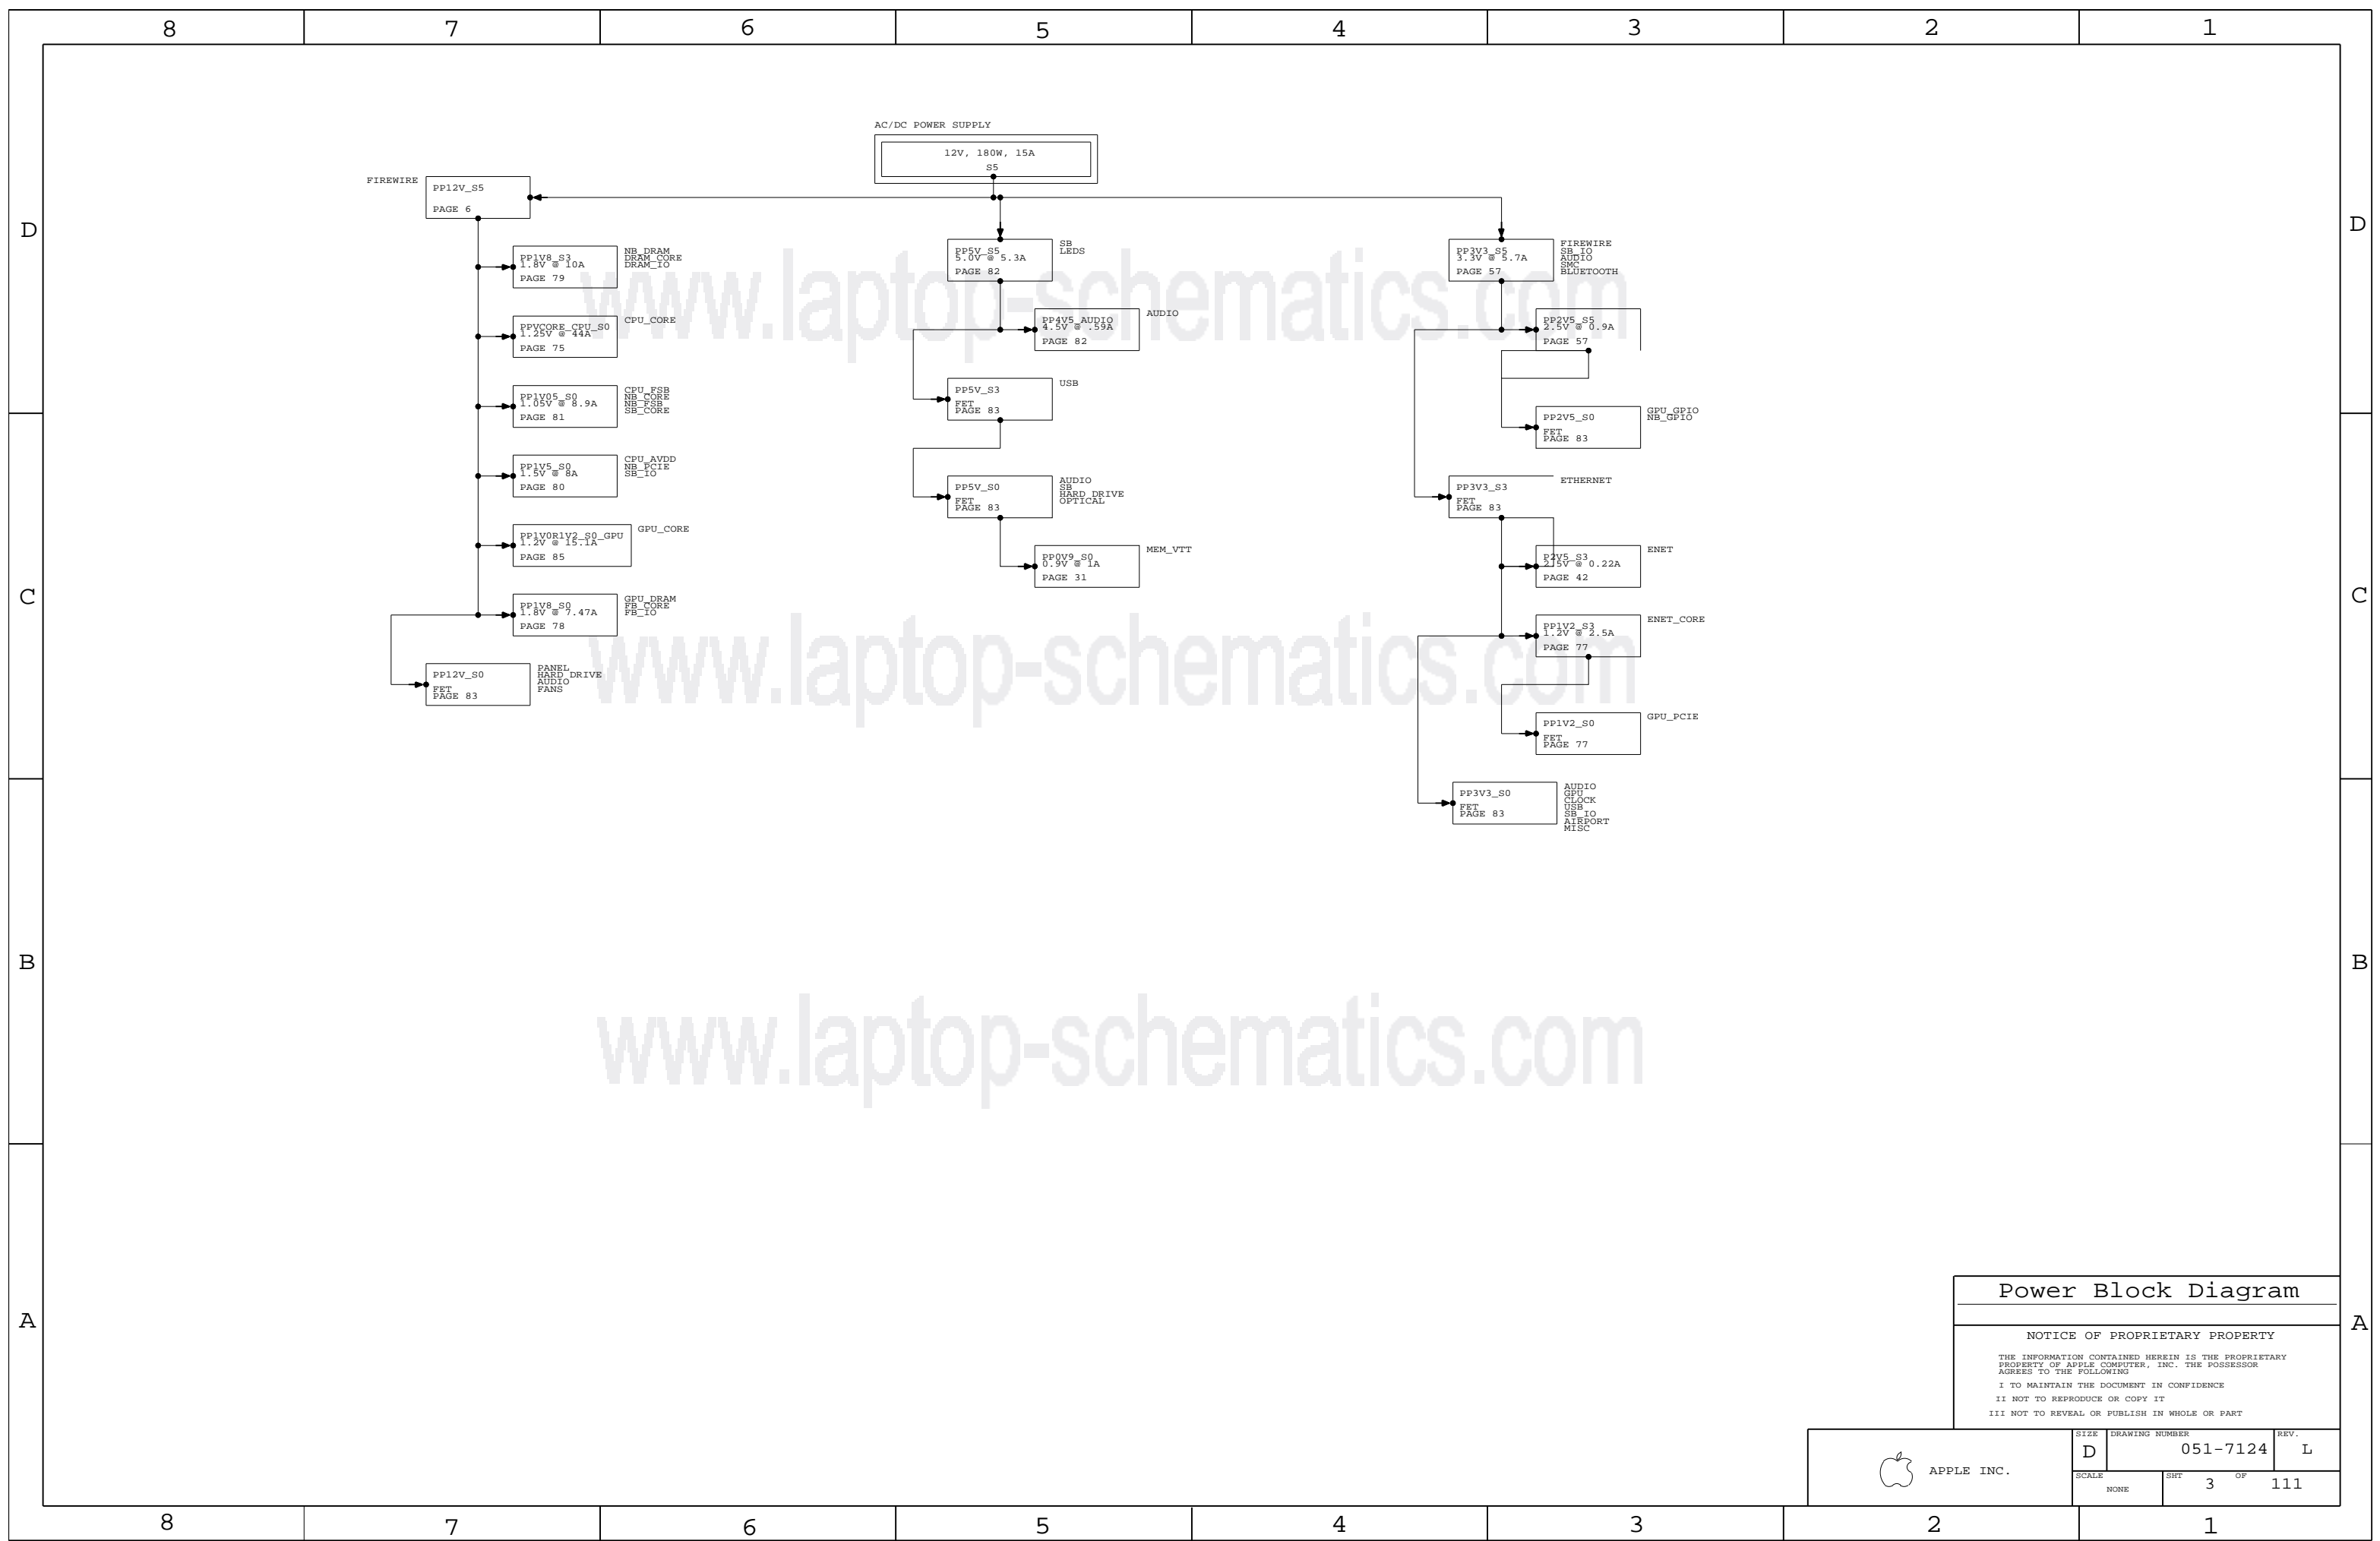 8 7 6 5 4 3 2 1
AC/DC POWER SUPPLY
12V, 180W, 15A
S5
FIREWIRE
PP12V_S5
PAGE 6
D
D
PP1V8_S3
1.8V @ 10A
PAGE 79
NB_DRAM
DRAM_CORE
DRAM_IO
PPVCORE_CPU_S0
1.25V @ 44A
PAGE 75
CPU_CORE
PP1V05_S0
1.05V @ 8.9A
PAGE 81
CPU_FSB
NB_CORE
NB_FSB
SB_CORE
PP1V5_S0
1.5V @ 8A
PAGE 80
CPU_AVDD
NB_PCIE
SB_IO
PP1V0R1V2_S0_GPU
1.2V @ 15.1A
PAGE 85
GPU_CORE
PP1V8_S0
1.8V @ 7.47A
PAGE 78
GPU_DRAM
FB_CORE
FB_IO
PP12V_S0
FET
PAGE 83
PANEL
HARD_DRIVE
AUDIO
FANS
PP5V_S5
5.0V @ 5.3A
PAGE 82
SB
LEDS
PP4V5_AUDIO
4.5V @ .59A
PAGE 82
AUDIO
PP5V_S3
FET
PAGE 83
USB
PP5V_S0
FET
PAGE 83
AUDIO
SB
HARD_DRIVE
OPTICAL
PP0V9_S0
0.9V @ 1A
PAGE 31
MEM_VTT
PP3V3_S5
3.3V @ 5.7A
PAGE 57
FIREWIRE
SB_IO
AUDIO
SMC
BLUETOOTH
PP2V5_S5
2.5V @ 0.9A
PAGE 57
PP2V5_S0
FET
PAGE 83
GPU_GPIO
NB_GPIO
PP3V3_S3
FET
PAGE 83
ETHERNET
P2V5_S3
2.5V @ 0.22A
PAGE 42
ENET
PP1V2_S3
1.2V @ 2.5A
PAGE 77
ENET_CORE
PP1V2_S0
FET
PAGE 77
GPU_PCIE
PP3V3_S0
FET
PAGE 83
AUDIO
GPU
CLOCK
USB
SB_IO
AIRPORT
MISC
www.laptop-schematics.com
www.laptop-schematics.com
www.laptop-schematics.com
C
C
B
B
A
A
Power Block Diagram
NOTICE OF PROPRIETARY PROPERTY
THE INFORMATION CONTAINED HEREIN IS THE PROPRIETARY
PROPERTY OF APPLE COMPUTER, INC. THE POSSESSOR
AGREES TO THE FOLLOWING
I TO MAINTAIN THE DOCUMENT IN CONFIDENCE
II NOT TO REPRODUCE OR COPY IT
III NOT TO REVEAL OR PUBLISH IN WHOLE OR PART
APPLE INC.
SIZE
D
DRAWING NUMBER
051-7124
REV.
L
SCALE
NONE
SHT
3
OF
111
8 7 6 5 4 3 2 1